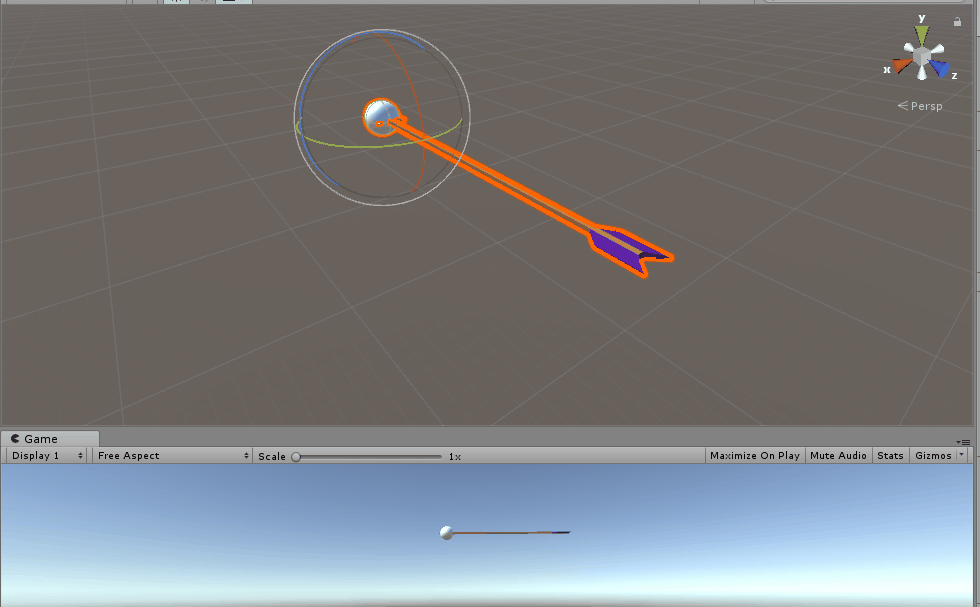 y
x
z
Persp
Game
Display 1
Free Aspect
Scale
1x
Maximize On Play
Mute Audio
Stats
Gizmos